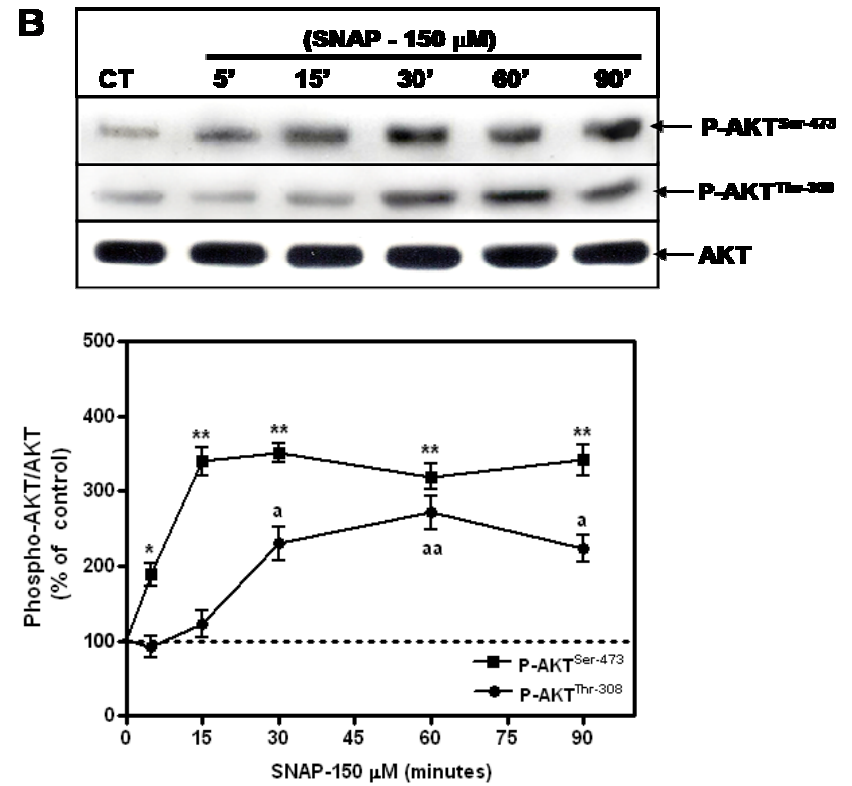 B
(SNAP - 150 µM)
CT 5’ 15’ 30’ 60’ 90’
P-AKTSer-473
P-AKTThr-308
AKT
500
400
300
200
100
0
Phospho-AKT/AKT
(% of control)
* ** ** ** **
a aa a
P-AKTSer-473
P-AKTThr-308
0 15 30 45 60 75 90
SNAP-150 µM (minutes)